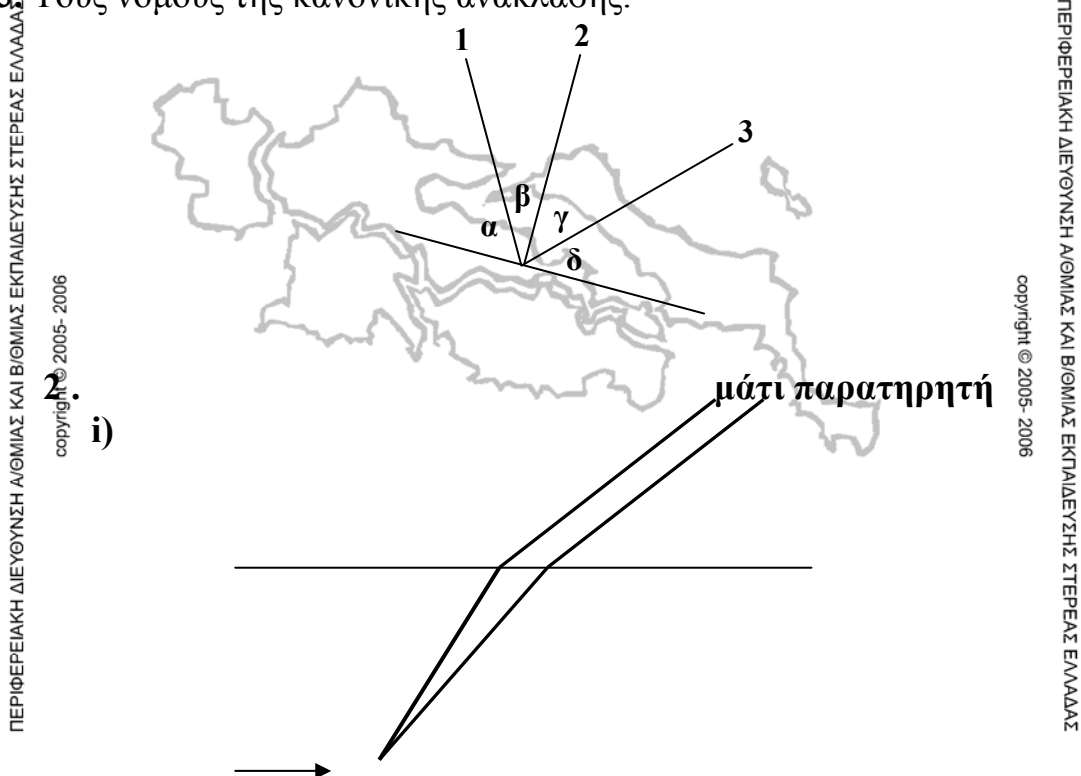 3. Τους νόμους της κανονικής ανάκλασης.
1
2
3
β
α
γ
δ
2 .
μάτι παρατηρητή
i)
ΠΕΡΙΦΕΡΕΙΑΚΗ ΔΙΕΥΘΥΝΣΗ Α/ΘΜΙΑΣ ΚΑΙ Β/ΘΜΙΑΣ ΕΚΠΑΙΔΕΥΣΗΣ ΣΤΕΡΕΑΣ ΕΛΛΑΔΑΣ
copyright © 2005- 2006
copyright © 2005- 2006
ΠΕΡΙΦΕΡΕΙΑΚΗ ΔΙΕΥΘΥΝΣΗ Α/ΘΜΙΑΣ ΚΑΙ Β/ΘΜΙΑΣ ΕΚΠΑΙΔΕΥΣΗΣ ΣΤΕΡΕΑΣ ΕΛΛΑΔΑΣ